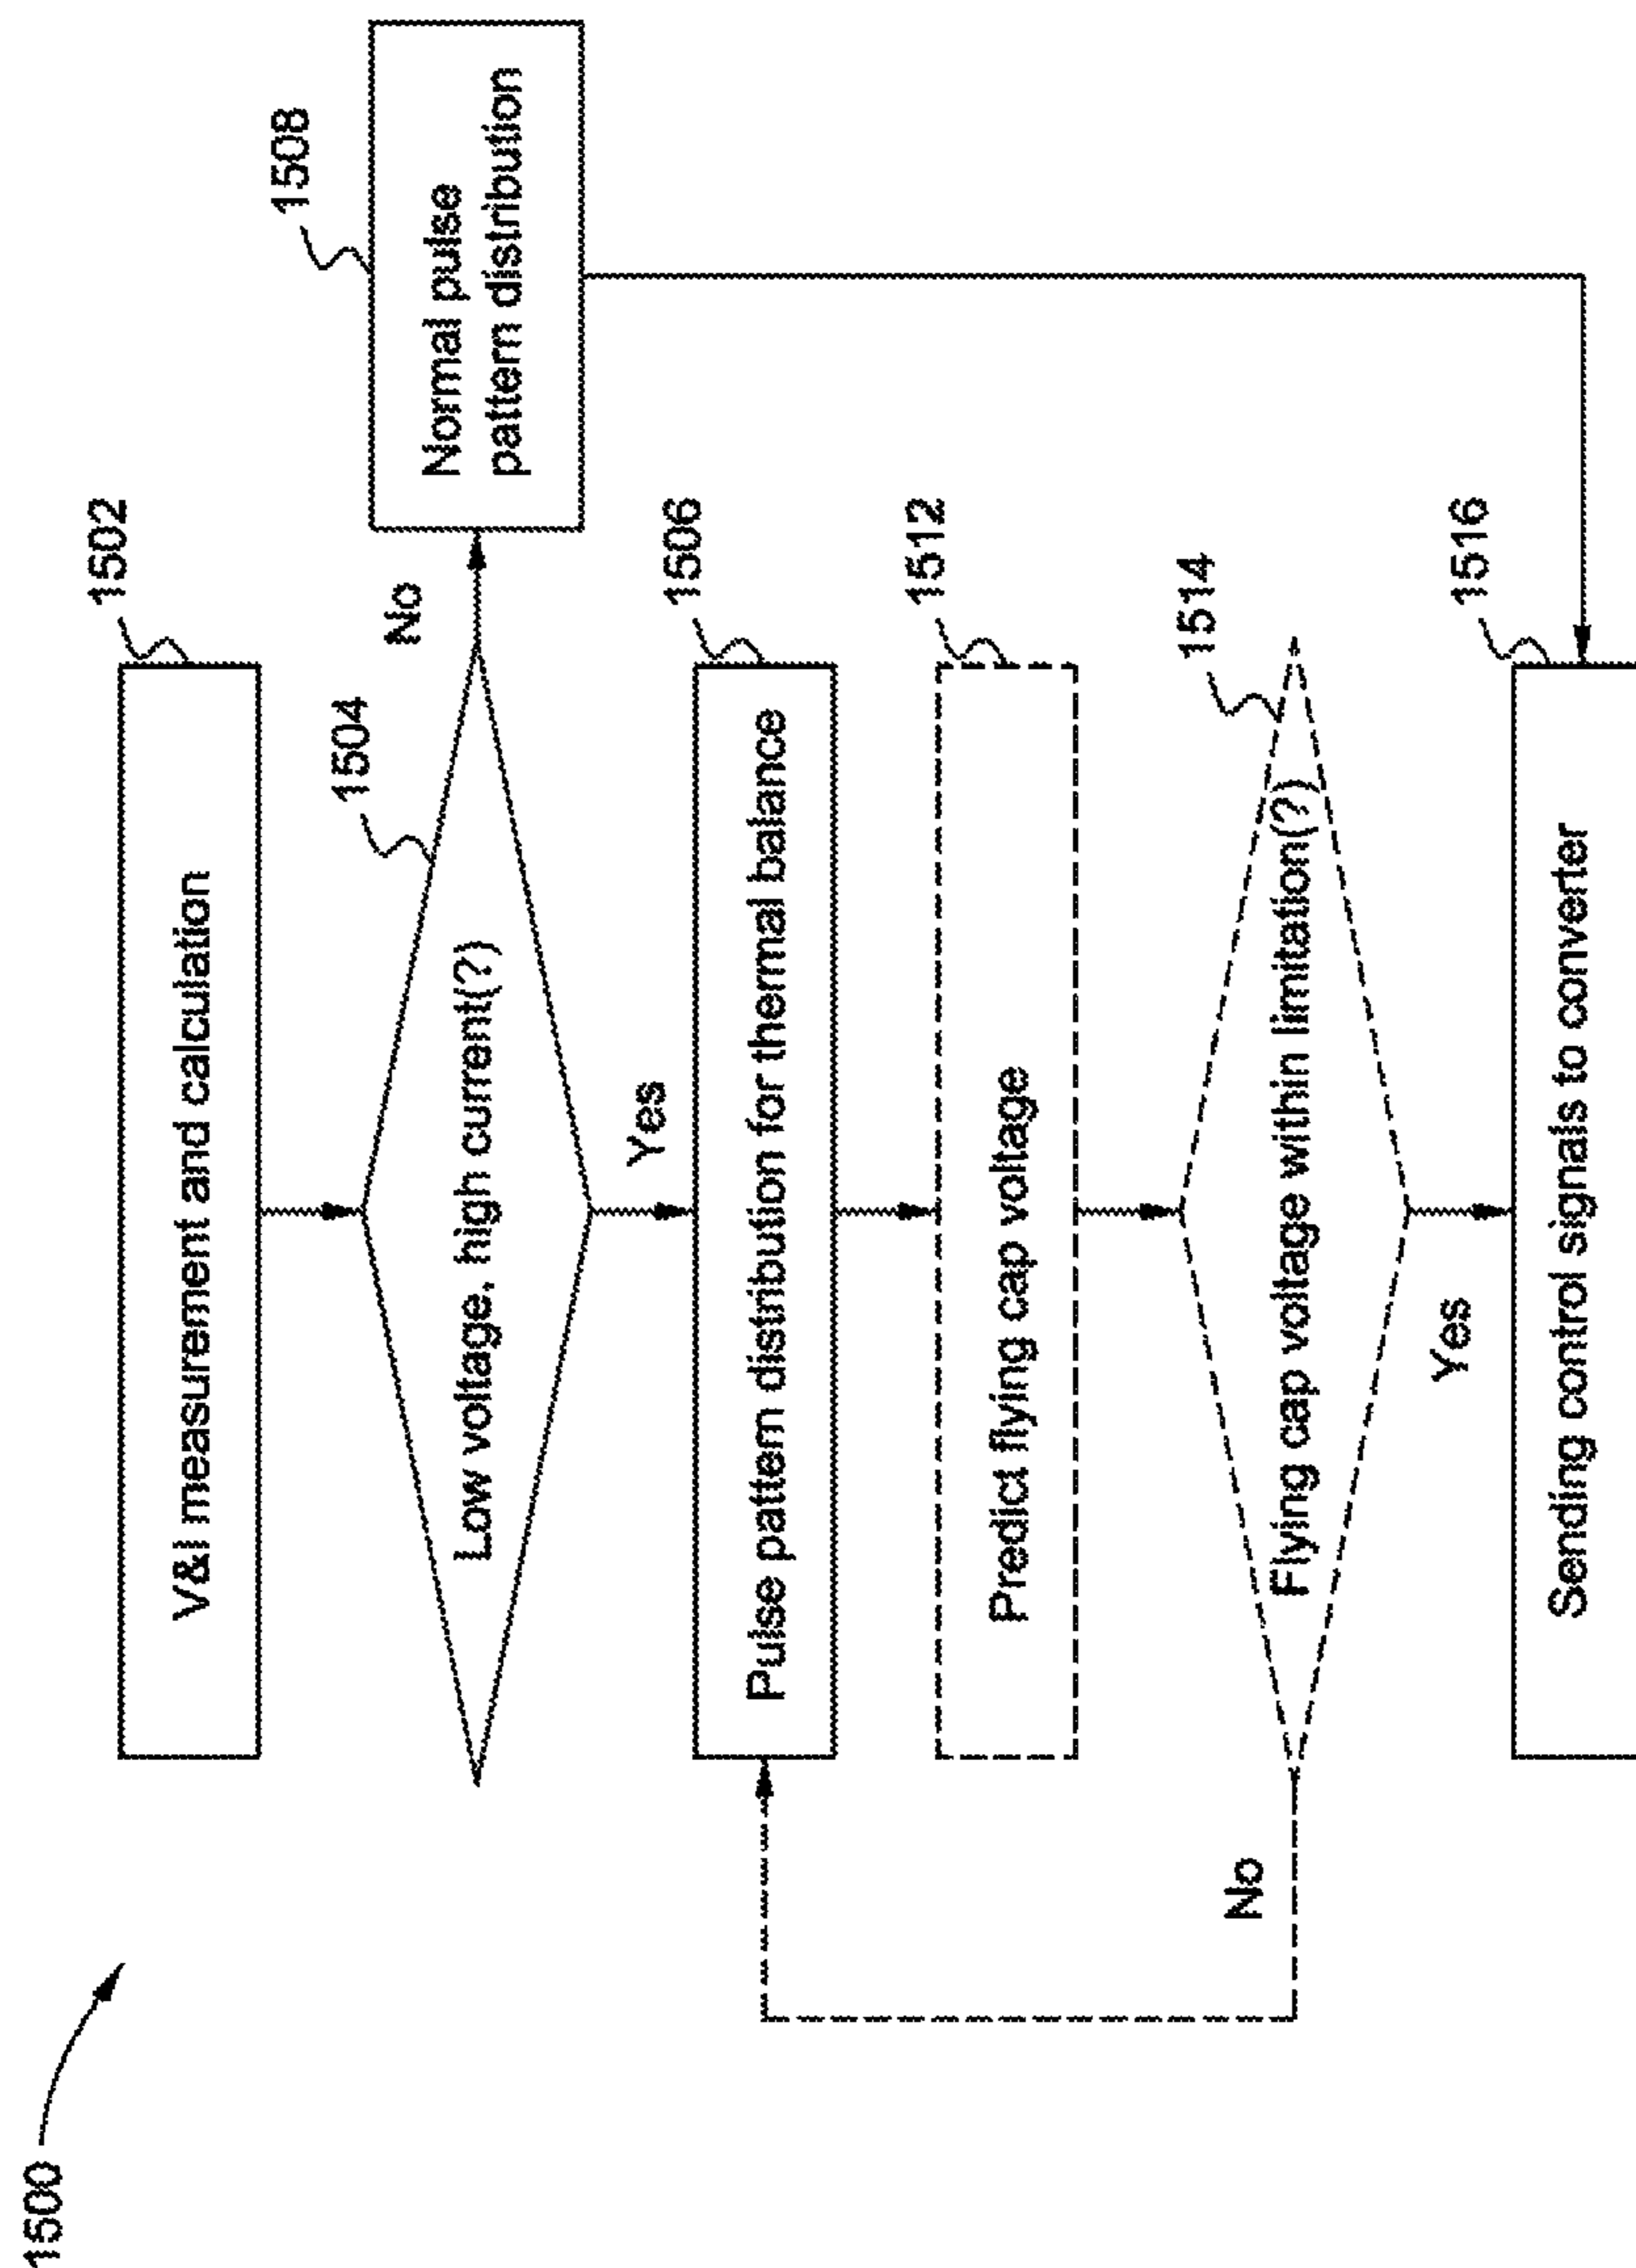 1500
1502
V&I measurement and calculation
1504
Low voltage, high current(?)
No
1508
Normal pulse
pattern distribution
Yes
1506
Pulse pattern distribution for thermal balance
1512
Predict flying cap voltage
1514
Flying cap voltage within limitation(?)
No
Yes
1516
Sending control signals to converter